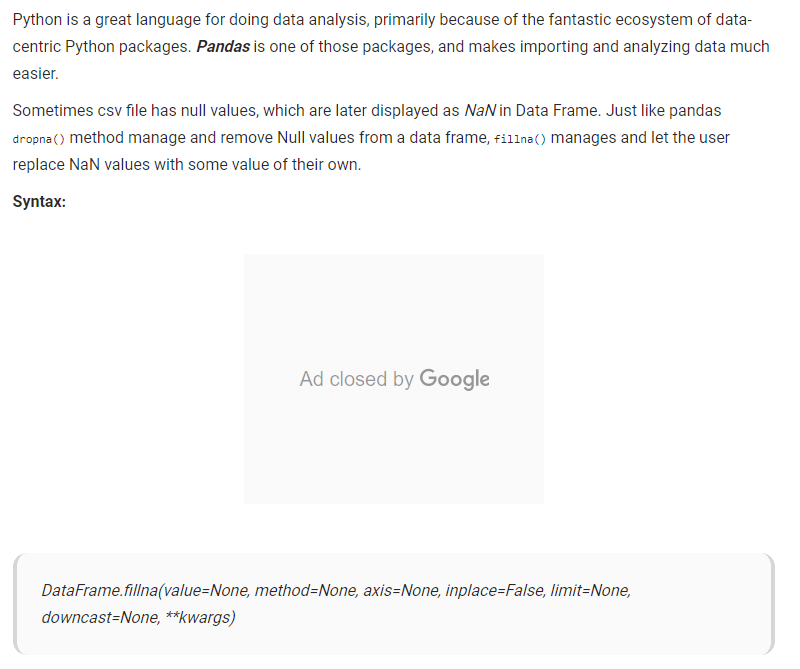 Python is a great language for doing data analysis, primarily because of the fantastic ecosystem of data-
centric Python packages. Pandas is one of those packages, and makes importing and analyzing data much
easier.
Sometimes csv file has null values, which are later displayed as NaN in Data Frame. Just like pandas
dropna() method manage and remove Null values from a data frame, fillna() manages and let the user
replace NaN values with some value of their own.
Syntax:
Ad closed by Google
DataFrame.fillna(value=None, method=None, axis=None, inplace=False, limit=None,
downcast=None, **kwargs)